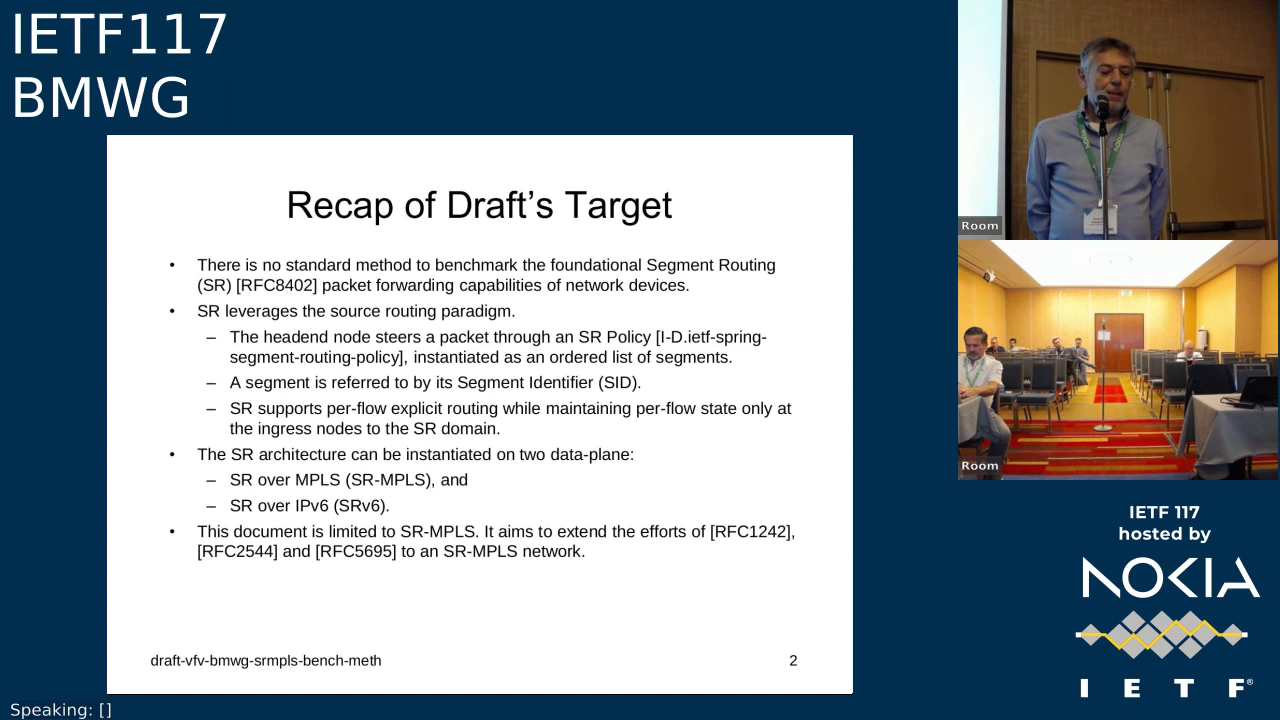 IETF117
BMWG
Recap of Draft’s Target
• There is no standard method to benchmark the foundational Segment Routing
(SR) [RFC8402] packet forwarding capabilities of network devices.
• SR leverages the source routing paradigm.
– The headend node steers a packet through an SR Policy [I-D.ietf-spring-
segment-routing-policy], instantiated as an ordered list of segments.
– A segment is referred to by its Segment Identifier (SID).
– SR supports per-flow explicit routing while maintaining per-flow state only at
the ingress nodes to the SR domain.
• The SR architecture can be instantiated on two data-plane:
– SR over MPLS (SR-MPLS), and
– SR over IPv6 (SRv6).
• This document is limited to SR-MPLS. It aims to extend the efforts of [RFC1242],
[RFC2544] and [RFC5695] to an SR-MPLS network.
draft-vfv-bmwg-srmpls-bench-meth
2
Speaking: []
NOKIA
Room
Room
IETF 117
hosted by
NOKIA
I E T F®